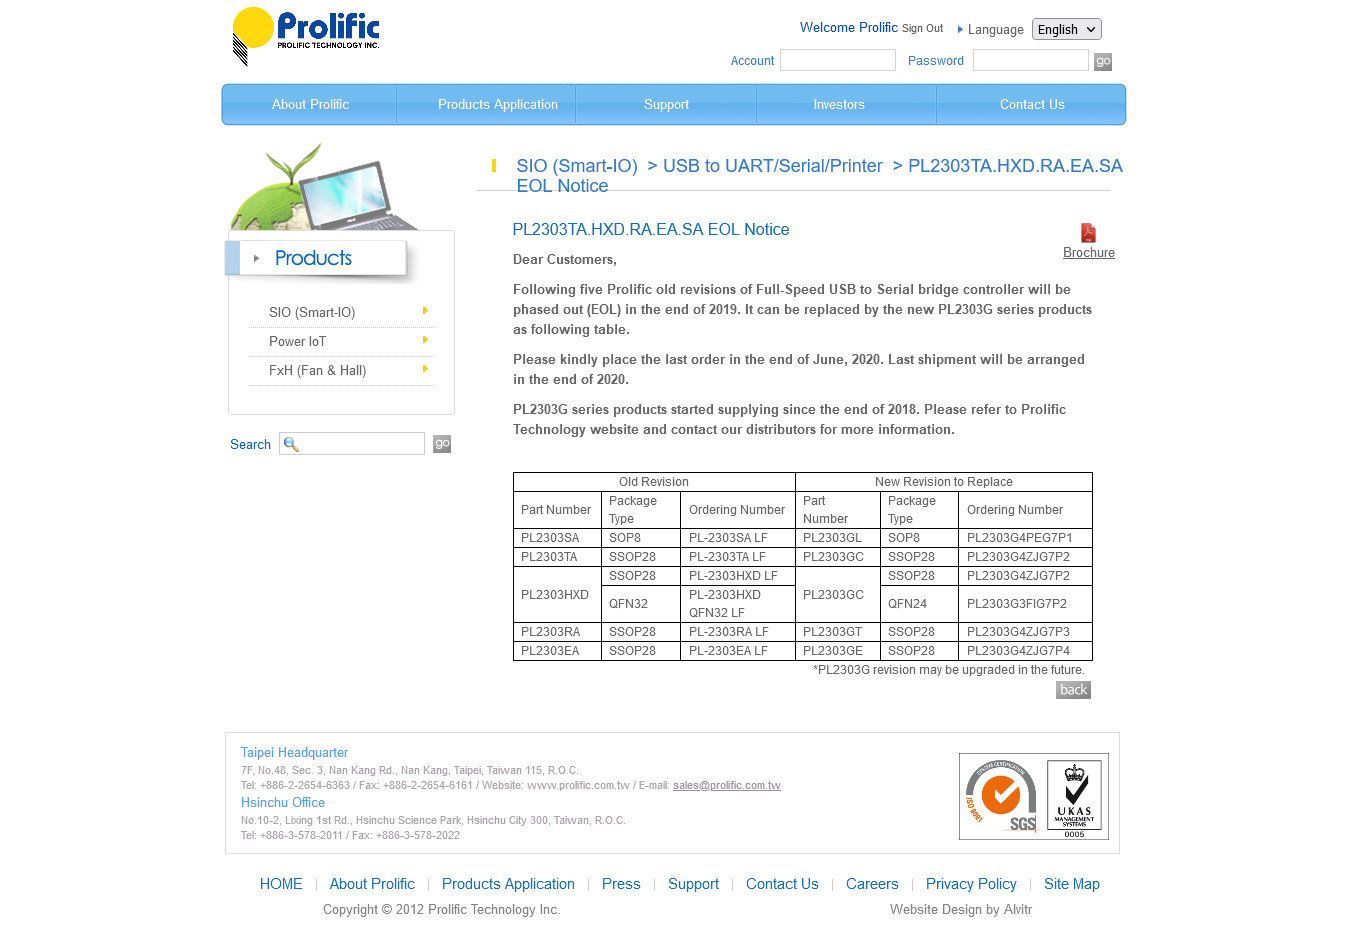 Prolific
PROLIFIC TECHNOLOGY INC.
Welcome Prolific Sign Out Language English
Account Password go
About Prolific Products Application Support Investors Contact Us
SIO (Smart-IO) > USB to UART/Serial/Printer > PL2303TA.HXD.RA.EA.SA
EOL Notice
Products
SIO (Smart-IO)
Power IoT
FxH (Fan & Hall)
Search go
PL2303TA.HXD.RA.EA.SA EOL Notice
Brochure
Dear Customers,
Following five Prolific old revisions of Full-Speed USB to Serial bridge controller will be
phased out (EOL) in the end of 2019. It can be replaced by the new PL2303G series products
as following table.
Please kindly place the last order in the end of June, 2020. Last shipment will be arranged
in the end of 2020.
PL2303G series products started supplying since the end of 2018. Please refer to Prolific
Technology website and contact our distributors for more information.
Old Revision New Revision to Replace
Part Number Package Type Ordering Number Part Number Package Type Ordering Number
PL2303SA SOP8 PL-2303SA LF PL2303GL SOP8 PL2303G4PEG7P1
PL2303TA SSOP28 PL-2303TA LF PL2303GC SSOP28 PL2303G4ZJG7P2
PL2303HXD SSOP28 PL-2303HXD LF PL2303GC SSOP28 PL2303G4ZJG7P2
QFN32 PL-2303HXD QFN32 LF QFN24 PL2303G3FIG7P2
PL2303RA SSOP28 PL-2303RA LF PL2303GT SSOP28 PL2303G4ZJG7P3
PL2303EA SSOP28 PL-2303EA LF PL2303GE SSOP28 PL2303G4ZJG7P4
*PL2303G revision may be upgraded in the future.
back
Taipei Headquarter
7F, No.48, Sec. 3, Nan Kang Rd., Nan Kang, Taipei, Taiwan 115, R.O.C.
Tel: +886-2-2654-6363 / Fax: +886-2-2654-6161 / Website: www.prolific.com.tw / E-mail: sales@prolific.com.tw
Hsinchu Office
No.10-2, Lixing 1st Rd., Hsinchu Science Park, Hsinchu City 300, Taiwan, R.O.C.
Tel: +886-3-578-2011 / Fax: +886-3-578-2022
SYSTEM CERTIFICATION
ISO 9001
SGS
UKAS
MANAGEMENT
SYSTEMS
0005
HOME About Prolific Products Application Press Support Contact Us Careers Privacy Policy Site Map
Copyright © 2012 Prolific Technology Inc. Website Design by Alvitr